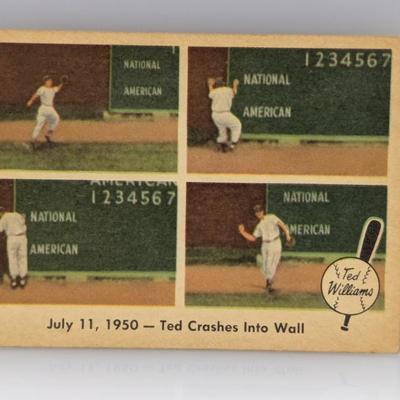 NATIONAL
AMERICAN
1234567
NATIONAL
AMERICAN
AMERICAN
1234567
NATIONAL
AMERICAN
NATIONAL
MERICAN
Ted
Williams
July 11, 1950 — Ted Crashes Into Wall